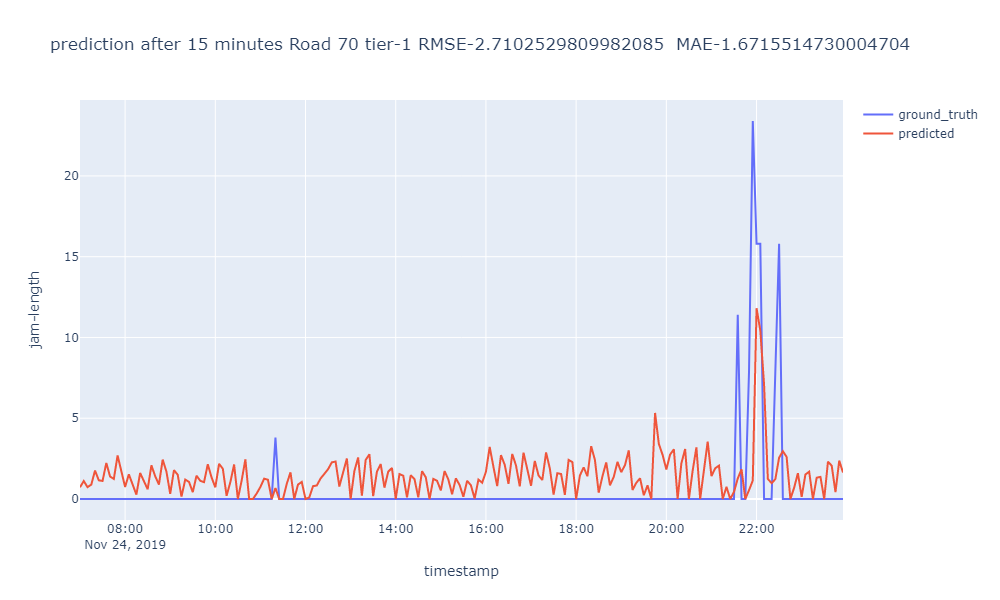 prediction after 15 minutes Road 70 tier-1 RMSE-2.7102529809982085  MAE-1.6715514730004704
ground_truth
predicted
20
15
10
5
0
jam-length
08:00 10:00 12:00 14:00 16:00 18:00 20:00 22:00
Nov 24, 2019
timestamp